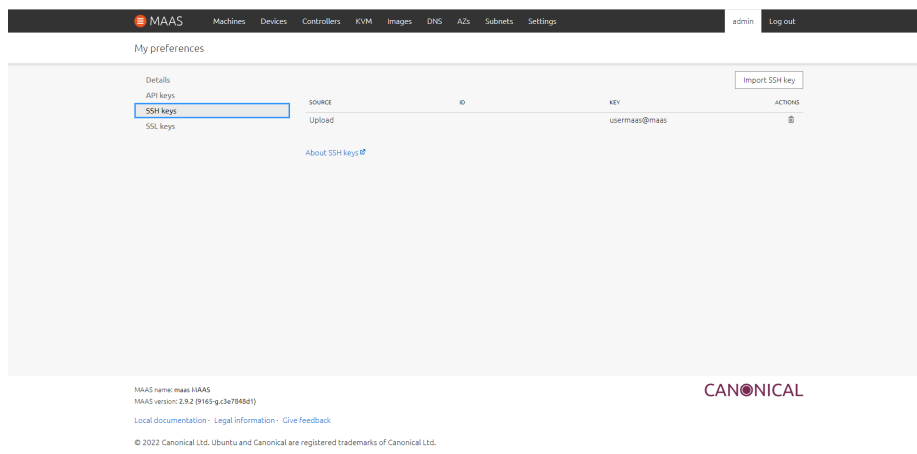 MAAS Machines Devices Controllers KVM Images DNS AZs Subnets Settings admin Log out
My preferences
Details
API keys
SSH keys
SSL keys
Import SSH key
SOURCE ID KEY ACTIONS
Upload usermaas@maas
About SSH keys
MAAS name: maas MAAS
MAAS version: 2.9.2 (9165-g.c3e7848d1)
CANONICAL
Local documentation · Legal information · Give feedback
© 2022 Canonical Ltd. Ubuntu and Canonical are registered trademarks of Canonical Ltd.